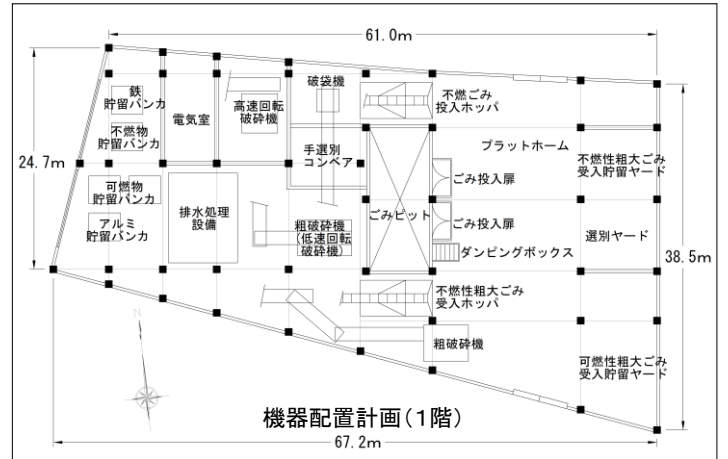 61.0m
24.7m
鉄
貯留バンカ
不燃物
貯留バンカ
電気室
高速回転
破砕機
破袋機
手選別
コンベア
不燃ごみ
投入ホッパ
プラットホーム
不燃性粗大ごみ
受入貯留ヤード
可燃物
貯留バンカ
アルミ
貯留バンカ
排水処理
設備
粗破砕機
(低速回転
破砕機)
ごみピット
ごみ投入扉
ごみ投入扉
ダンピングボックス
選別ヤード
38.5m
不燃性粗大ごみ
受入ホッパ
粗破砕機
可燃性粗大ごみ
受入貯留ヤード
N
機器配置計画(1階)
67.2m